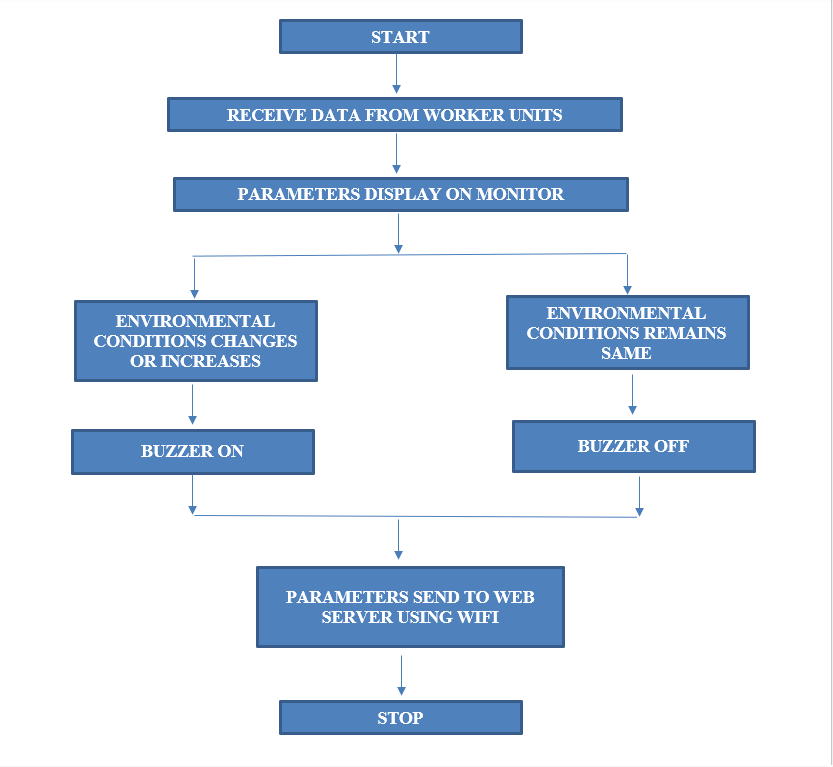 START
RECEIVE DATA FROM WORKER UNITS
PARAMETERS DISPLAY ON MONITOR
ENVIRONMENTAL
CONDITIONS CHANGES
OR INCREASES
ENVIRONMENTAL
CONDITIONS REMAINS
SAME
BUZZER ON
BUZZER OFF
PARAMETERS SEND TO WEB
SERVER USING WIFI
STOP